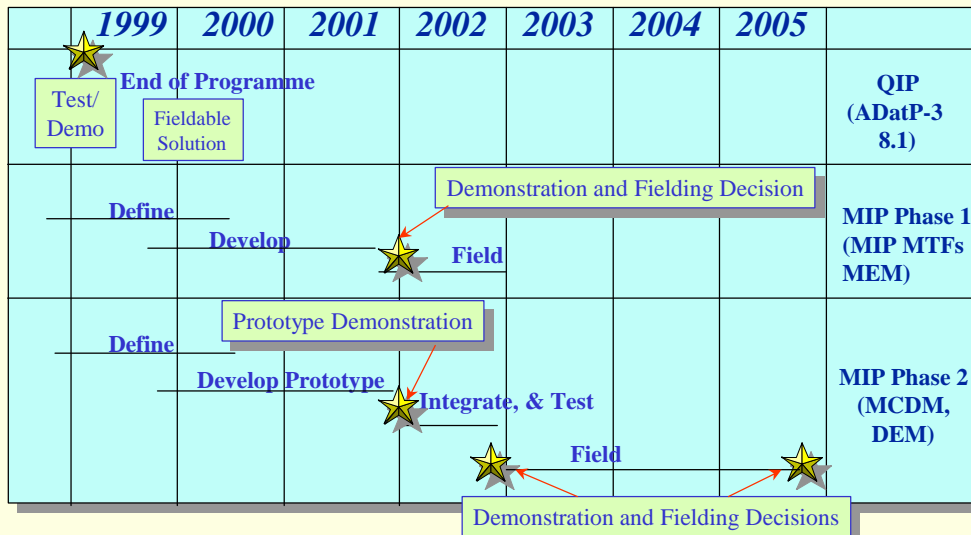 1999 2000 2001 2002 2003 2004 2005
End of Programme
Test/
Demo
Fieldable
Solution
QIP
(ADatP-3
8.1)
Demonstration and Fielding Decision
Define
Develop
Field
MIP Phase 1
(MIP MTFs
MEM)
Prototype Demonstration
Define
Develop Prototype
Integrate, & Test
Field
MIP Phase 2
(MCDM,
DEM)
Demonstration and Fielding Decisions